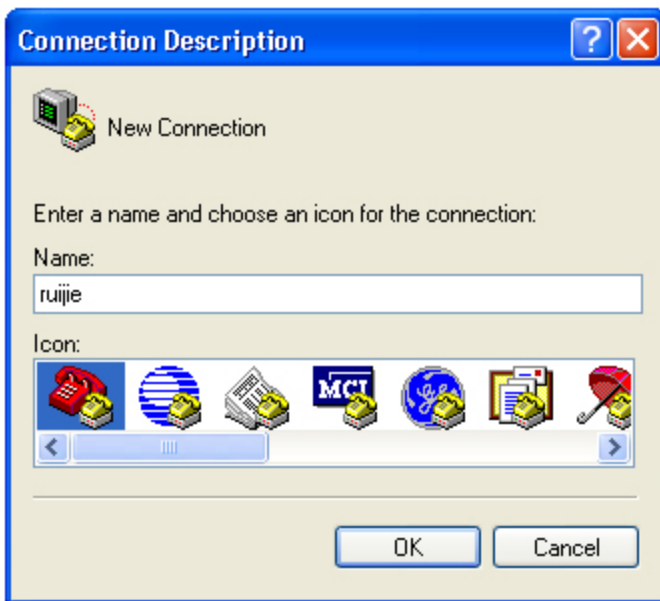 Connection Description
New Connection
Enter a name and choose an icon for the connection:
Name:
ruijie
Icon:
MCI
OK
Cancel